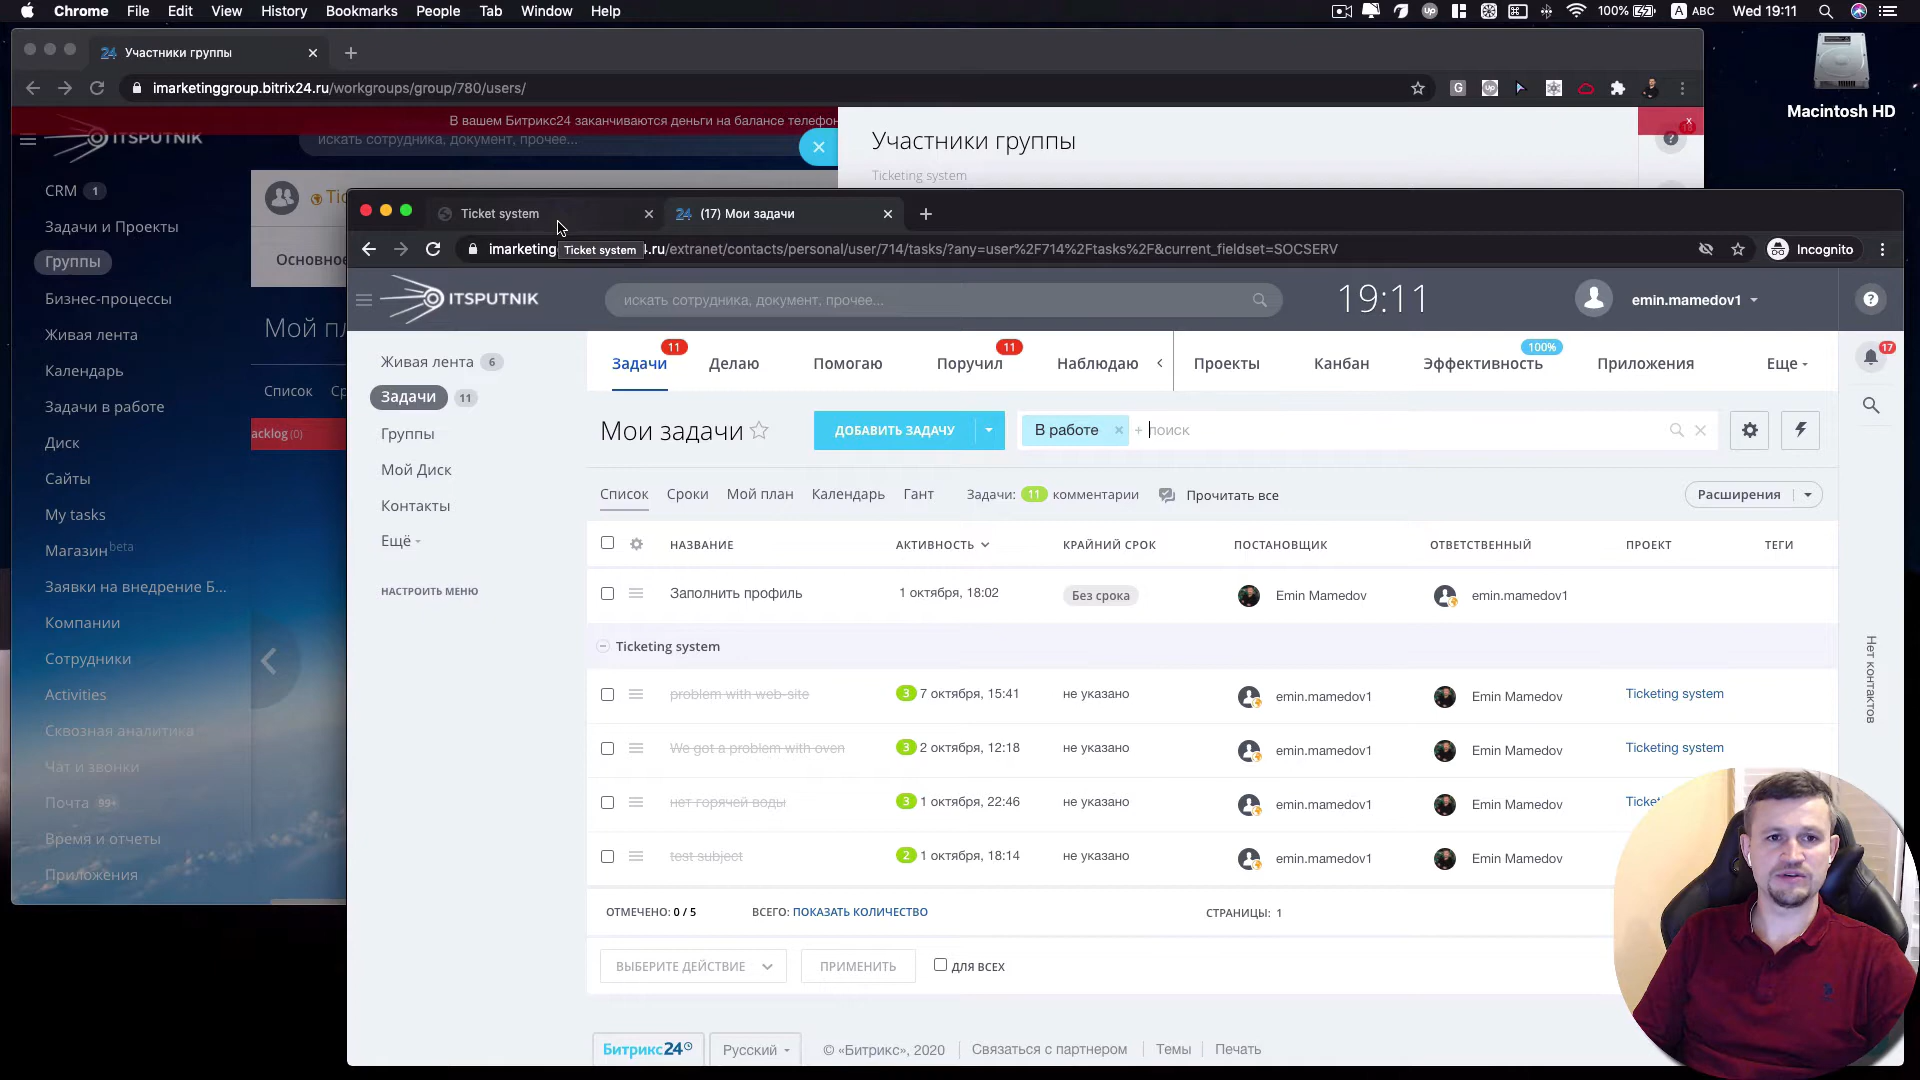 Chrome File Edit View History Bookmarks People Tab Window Help
100% A ABC Wed 19:11
24 Участники группы
imarketinggroup.bitrix24.ru/workgroups/group/780/users/
Macintosh HD
В вашем Битрикс24 заканчиваются деньги на балансе телефон
ITSPUTNIK
искать сотрудника, документ, прочее...
Участники группы
Ticketing system
CRM 1
Задачи и Проекты
Группы
Бизнес-процессы
Живая лента
Календарь
Задачи в работе
Диск
Сайты
My tasks
Магазин beta
Заявки на внедрение Б...
Компании
Сотрудники
Activities
Сквозная аналитика
Чат и звонки
Почта 99+
Время и отчеты
Приложения
Основное
Мой пл
Список Ср
acklog (0)
Ticket system
24 (17) Мои задачи
imarketing
Ticket system
4.ru/extranet/contacts/personal/user/714/tasks/?any=user%2F714%2Ftasks%2F&current_fieldset=SOCSERV
Incognito
ITSPUTNIK
искать сотрудника, документ, прочее...
19:11
emin.mamedov1
Живая лента 6
Задачи 11
Группы
Мой Диск
Контакты
Ещё
НАСТРОИТЬ МЕНЮ
Задачи 11 Делаю Помогаю Поручил 11 Наблюдаю Проекты Канбан Эффективность 100% Приложения Еще
17
Мои задачи
ДОБАВИТЬ ЗАДАЧУ
В работе × + поиск
Список Сроки Мой план Календарь Гант Задачи: 11 комментарии Прочитать все
Расширения
НАЗВАНИЕ АКТИВНОСТЬ КРАЙНИЙ СРОК ПОСТАНОВЩИК ОТВЕТСТВЕННЫЙ ПРОЕКТ ТЕГИ
Заполнить профиль 1 октября, 18:02 Без срока Emin Mamedov emin.mamedov1
Ticketing system
problem with web-site 3 7 октября, 15:41 не указано emin.mamedov1 Emin Mamedov Ticketing system
We got a problem with oven 3 2 октября, 12:18 не указано emin.mamedov1 Emin Mamedov Ticketing system
нет горячей воды 3 1 октября, 22:46 не указано emin.mamedov1 Emin Mamedov Ticket
test subject 2 1 октября, 18:14 не указано emin.mamedov1 Emin Mamedov
Нет контактов
ОТМЕЧЕНО: 0 / 5 ВСЕГО: ПОКАЗАТЬ КОЛИЧЕСТВО СТРАНИЦЫ: 1
ВЫБЕРИТЕ ДЕЙСТВИЕ ПРИМЕНИТЬ ДЛЯ ВСЕХ
Битрикс24 Русский © «Битрикс», 2020 Связаться с партнером Темы Печать